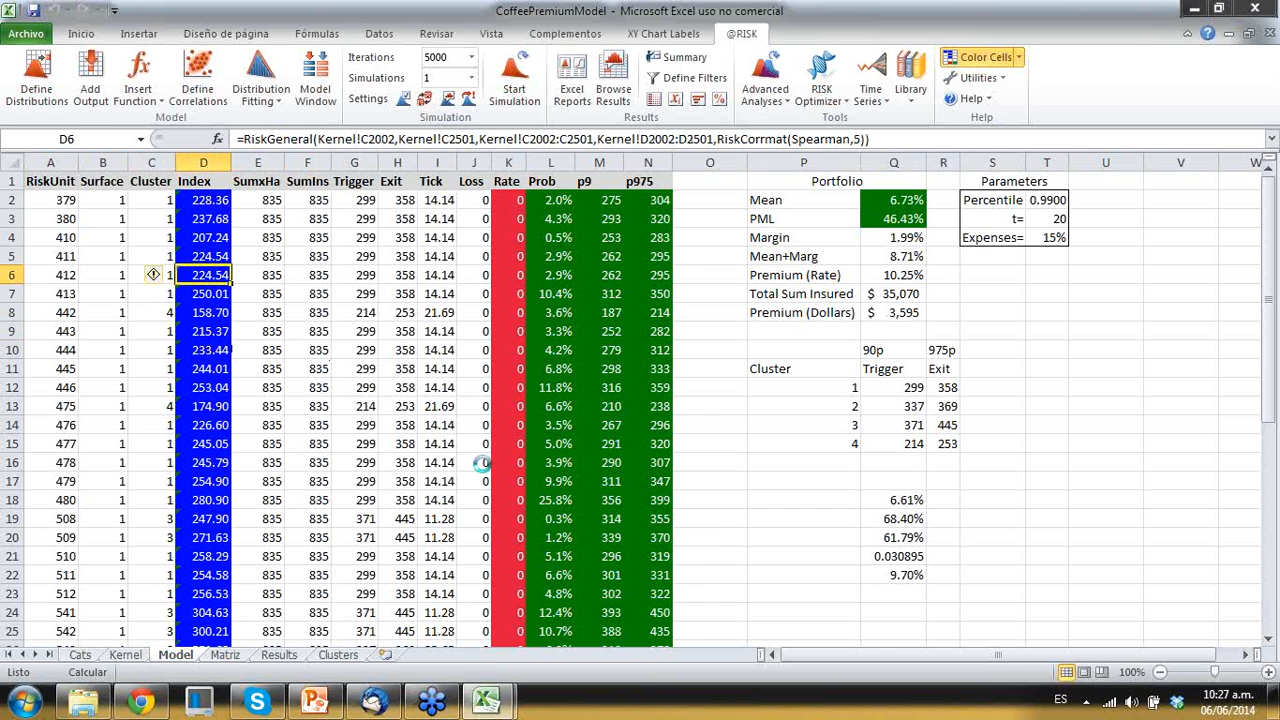 CoffeePremiumModel - Microsoft Excel uso no comercial
Archivo Inicio Insertar Diseño de página Fórmulas Datos Revisar Vista Complementos XY Chart Labels @RISK
Define Distributions Add Output Insert Function Define Correlations Distribution Fitting Model Window
Model
Iterations 5000
Simulations 1
Settings
Start Simulation
Simulation
Excel Reports Browse Results
Summary
Define Filters
Results
Advanced Analyses RISK Optimizer Time Series Library
Tools
Color Cells
Utilities
Help
Help
D6 fx =RiskGeneral(Kernel!C2002,Kernel!C2501,Kernel!C2002:C2501,Kernel!D2002:D2501,RiskCorrmat(Spearman,5))
A B C D E F G H I J K L M N O P Q R S T U V W
1 RiskUnit Surface Cluster Index SumxHa SumIns Trigger Exit Tick Loss Rate Prob p9 p975 Portfolio Parameters
2 379 1 1 228.36 835 835 299 358 14.14 0 0 2.0% 275 304 Mean 6.73% Percentile 0.9900
3 380 1 1 237.68 835 835 299 358 14.14 0 0 4.3% 293 320 PML 46.43% t= 20
4 410 1 1 207.24 835 835 299 358 14.14 0 0 0.5% 253 283 Margin 1.99% Expenses= 15%
5 411 1 1 224.54 835 835 299 358 14.14 0 0 2.9% 262 295 Mean+Marg 8.71%
6 412 1 1 224.54 835 835 299 358 14.14 0 0 2.9% 262 295 Premium (Rate) 10.25%
7 413 1 1 250.01 835 835 299 358 14.14 0 0 10.4% 312 350 Total Sum Insured $ 35,070
8 442 1 4 158.70 835 835 214 253 21.69 0 0 3.6% 187 214 Premium (Dollars) $ 3,595
9 443 1 1 215.37 835 835 299 358 14.14 0 0 3.3% 252 282
10 444 1 1 233.44 835 835 299 358 14.14 0 0 4.2% 279 312 90p 975p
11 445 1 1 244.01 835 835 299 358 14.14 0 0 6.8% 298 333 Cluster Trigger Exit
12 446 1 1 253.04 835 835 299 358 14.14 0 0 11.8% 316 359 1 299 358
13 475 1 4 174.90 835 835 214 253 21.69 0 0 6.6% 210 238 2 337 369
14 476 1 1 226.60 835 835 299 358 14.14 0 0 3.5% 267 296 3 371 445
15 477 1 1 245.05 835 835 299 358 14.14 0 0 5.0% 291 320 4 214 253
16 478 1 1 245.79 835 835 299 358 14.14 0 0 3.9% 290 307
17 479 1 1 254.90 835 835 299 358 14.14 0 0 9.9% 311 347
18 480 1 1 280.90 835 835 299 358 14.14 0 0 25.8% 356 399 6.61%
19 508 1 3 247.90 835 835 371 445 11.28 0 0 0.3% 314 355 68.40%
20 509 1 3 271.63 835 835 371 445 11.28 0 0 1.2% 339 370 61.79%
21 510 1 1 258.29 835 835 299 358 14.14 0 0 5.1% 296 319 0.030895
22 511 1 1 254.58 835 835 299 358 14.14 0 0 6.6% 301 331 9.70%
23 512 1 1 256.53 835 835 299 358 14.14 0 0 4.8% 302 322
24 541 1 3 304.63 835 835 371 445 11.28 0 0 12.4% 393 450
25 542 1 3 300.21 835 835 371 445 11.28 0 0 10.7% 388 435
Cats Kernel Model Matriz Results Clusters
Listo Calcular 100%
ES 10:27 a.m.
06/06/2014